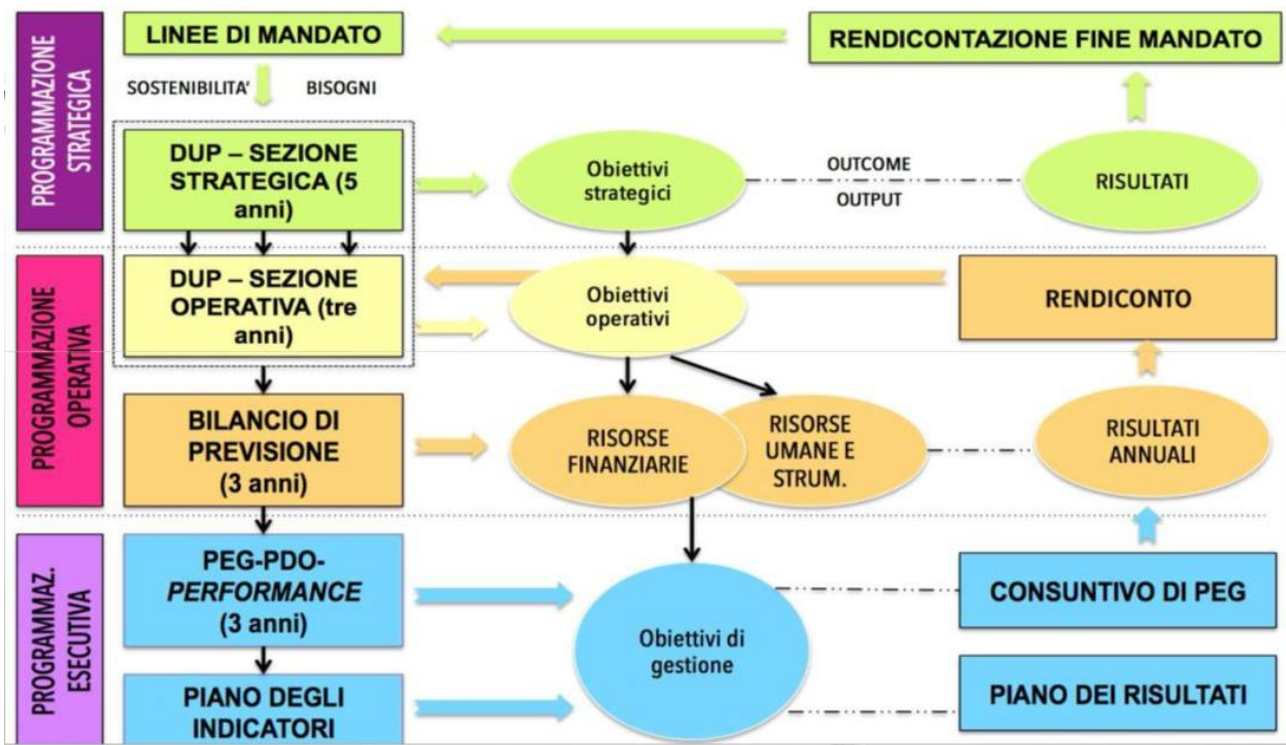 PROGRAMMAZIONE
STRATEGICA
LINEE DI MANDATO
RENDICONTAZIONE FINE MANDATO
SOSTENIBILITA’
BISOGNI
DUP – SEZIONE
STRATEGICA (5
anni)
Obiettivi
strategici
OUTCOME
OUTPUT
RISULTATI
PROGRAMMAZIONE
OPERATIVA
DUP – SEZIONE
OPERATIVA (tre
anni)
Obiettivi
operativi
RENDICONTO
BILANCIO DI
PREVISIONE
(3 anni)
RISORSE
FINANZIARIE
RISORSE
UMANE E
STRUM.
RISULTATI
ANNUALI
PROGRAMMAZ.
ESECUTIVA
PEG-PDO-
PERFORMANCE
(3 anni)
Obiettivi di
gestione
CONSUNTIVO DI PEG
PIANO DEGLI
INDICATORI
PIANO DEI RISULTATI